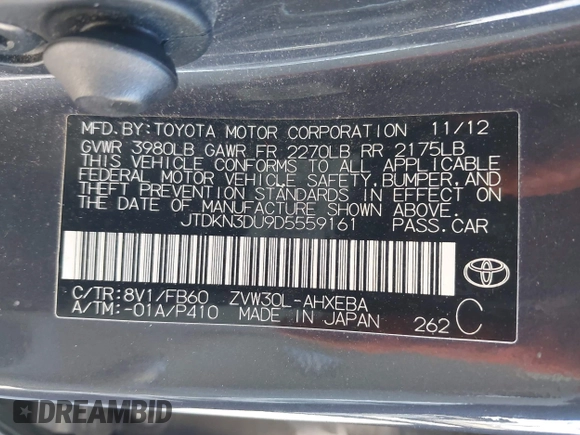 MFD. BY: TOYOTA MOTOR CORPORATION 11/12
GVWR 3980LB GAWR FR 2270LB RR 2175LB
THIS VEHICLE CONFORMS TO ALL APPLICABLE
FEDERAL MOTOR VEHICLE SAFETY, BUMPER, AND
THEFT PREVENTION STANDARDS IN EFFECT ON
THE DATE OF MANUFACTURE SHOWN ABOVE.
JTDKN3DU9D5559161 PASS. CAR
C/TR: 8V1/FB60 ZVW30L-AHXEBA
A/TM: -01A/P410 MADE IN JAPAN 262 C
DREAMBID